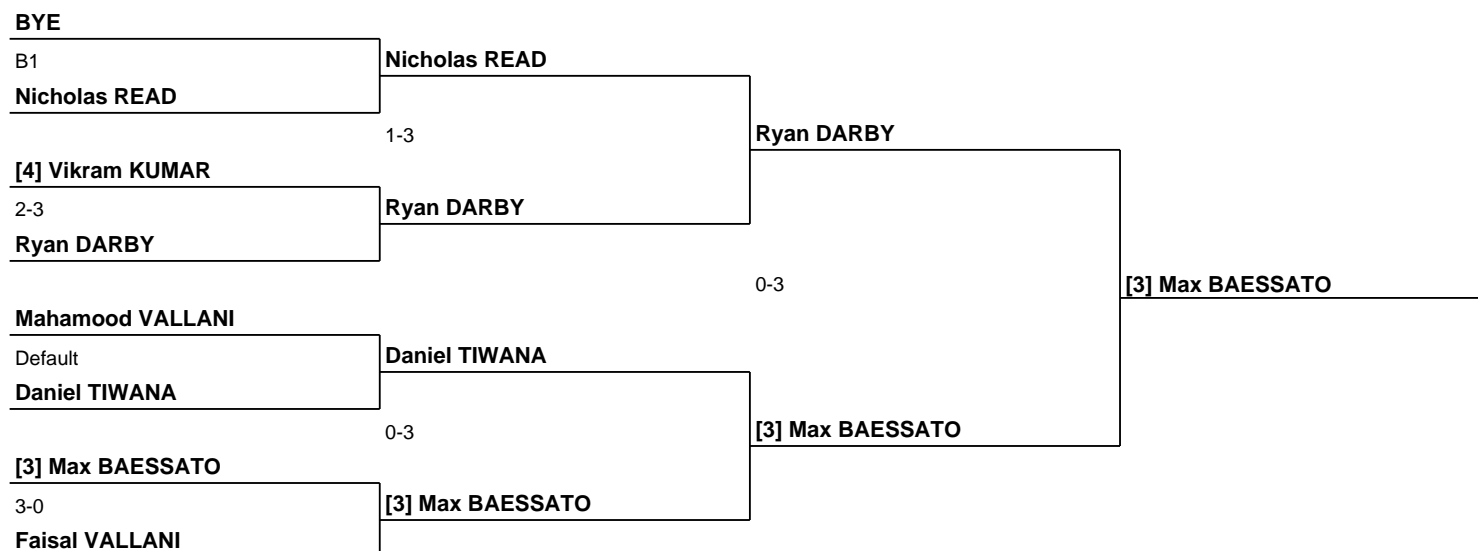 BYE
B1
Nicholas READ
Nicholas READ
1-3
Ryan DARBY
[4] Vikram KUMAR
2-3
Ryan DARBY
Ryan DARBY
0-3
[3] Max BAESSATO
Mahamood VALLANI
Default
Daniel TIWANA
Daniel TIWANA
0-3
[3] Max BAESSATO
[3] Max BAESSATO
3-0
[3] Max BAESSATO
Faisal VALLANI